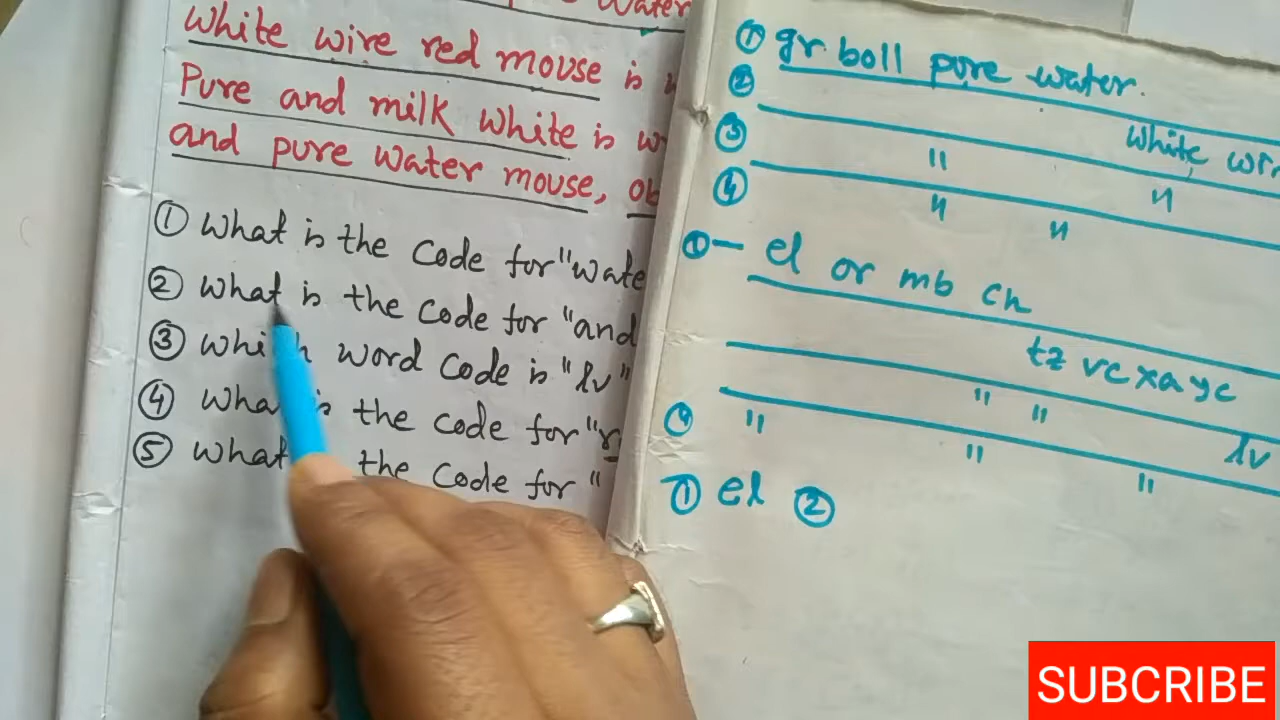 Water
White wire red mouse is
Pure and milk white is
and pure water mouse,
① What is the code for "wate
② What is the code for "and
③ Which word code is "lv"
④ What is the code for "r
⑤ What the code for "
① gr boll pure water.
②
③ " White, wir "
④ " "
①— el or mb ch
tz vc xa yc
" "
④ " " " lv
① el ②
SUBCRIBE